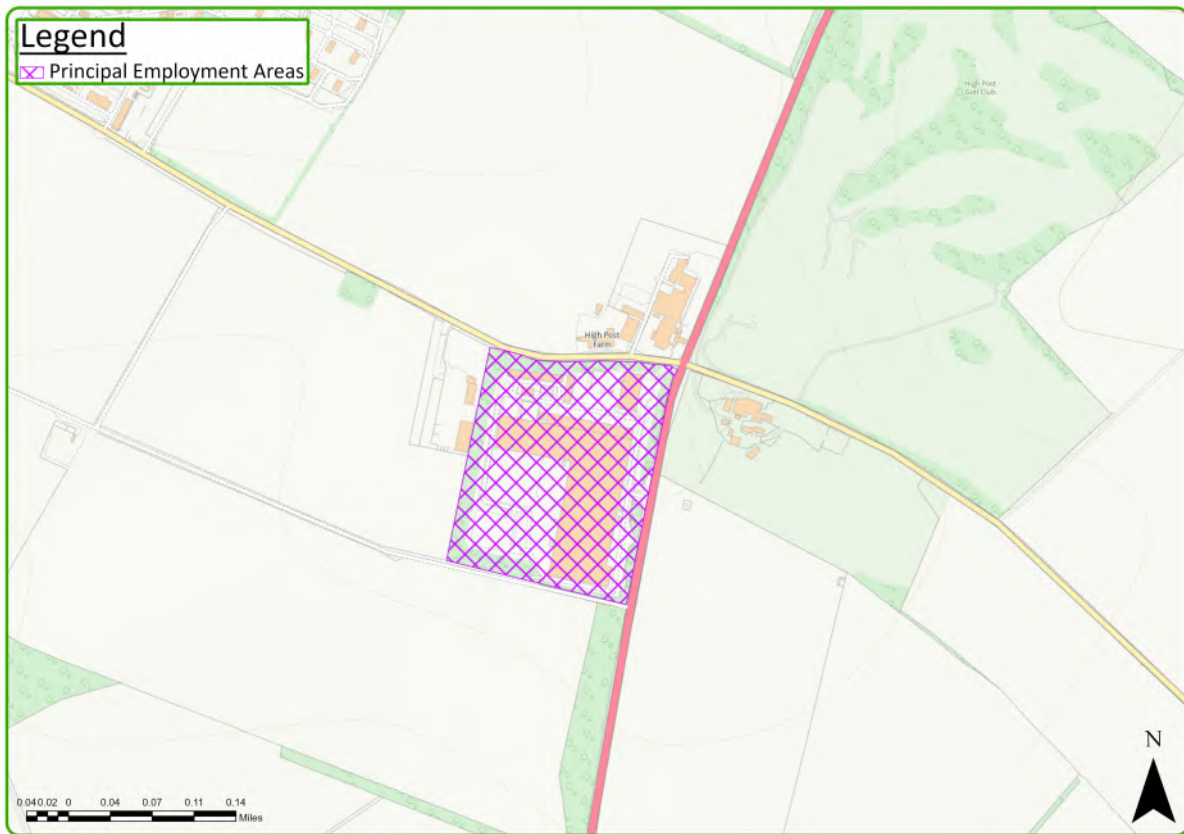 Legend
Principal Employment Areas
High Post
Golf Club
High Post
Farm
N
0.04 0.02 0 0.04 0.07 0.11 0.14
Miles